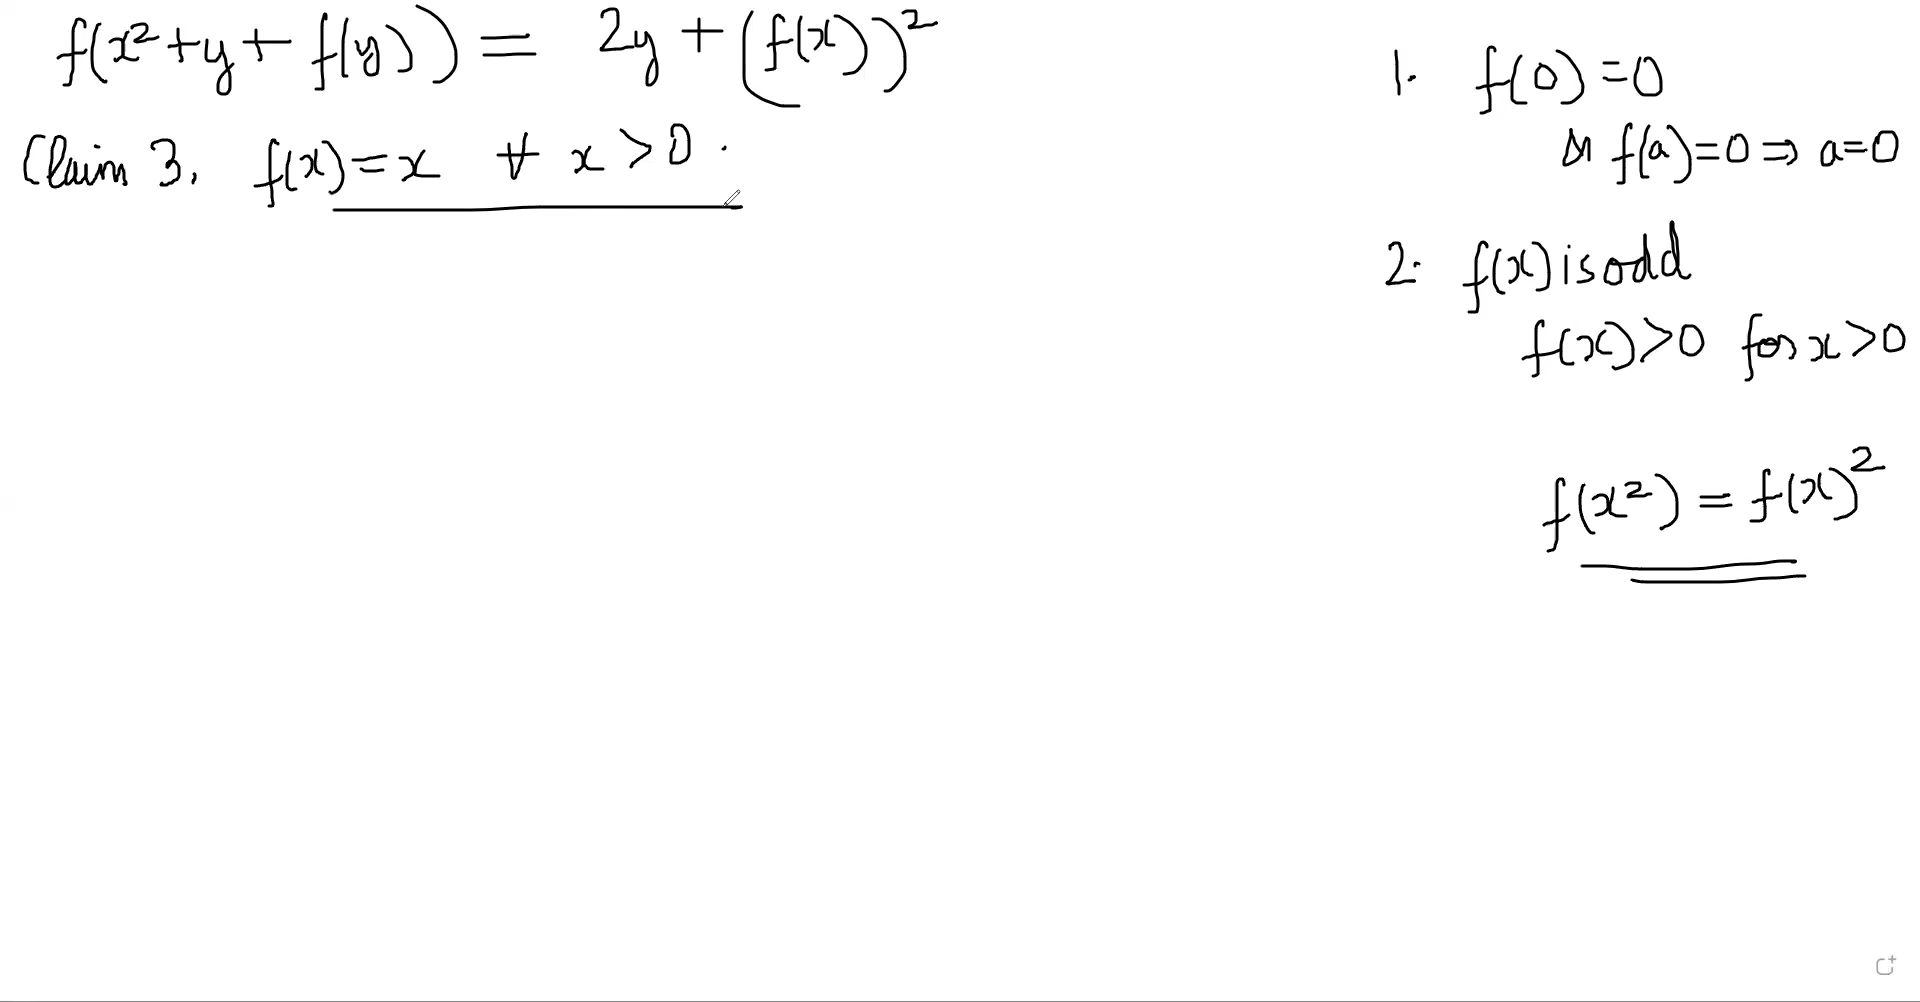 f(x²+y+f(y)) = 2y + (f(x))²
Claim 3. f(x)=x ∀ x>0.
1. f(0)=0
f(a)=0 ⇒ a=0
2. f(x) is odd
f(x)>0 for x>0
f(x²) = f(x)²